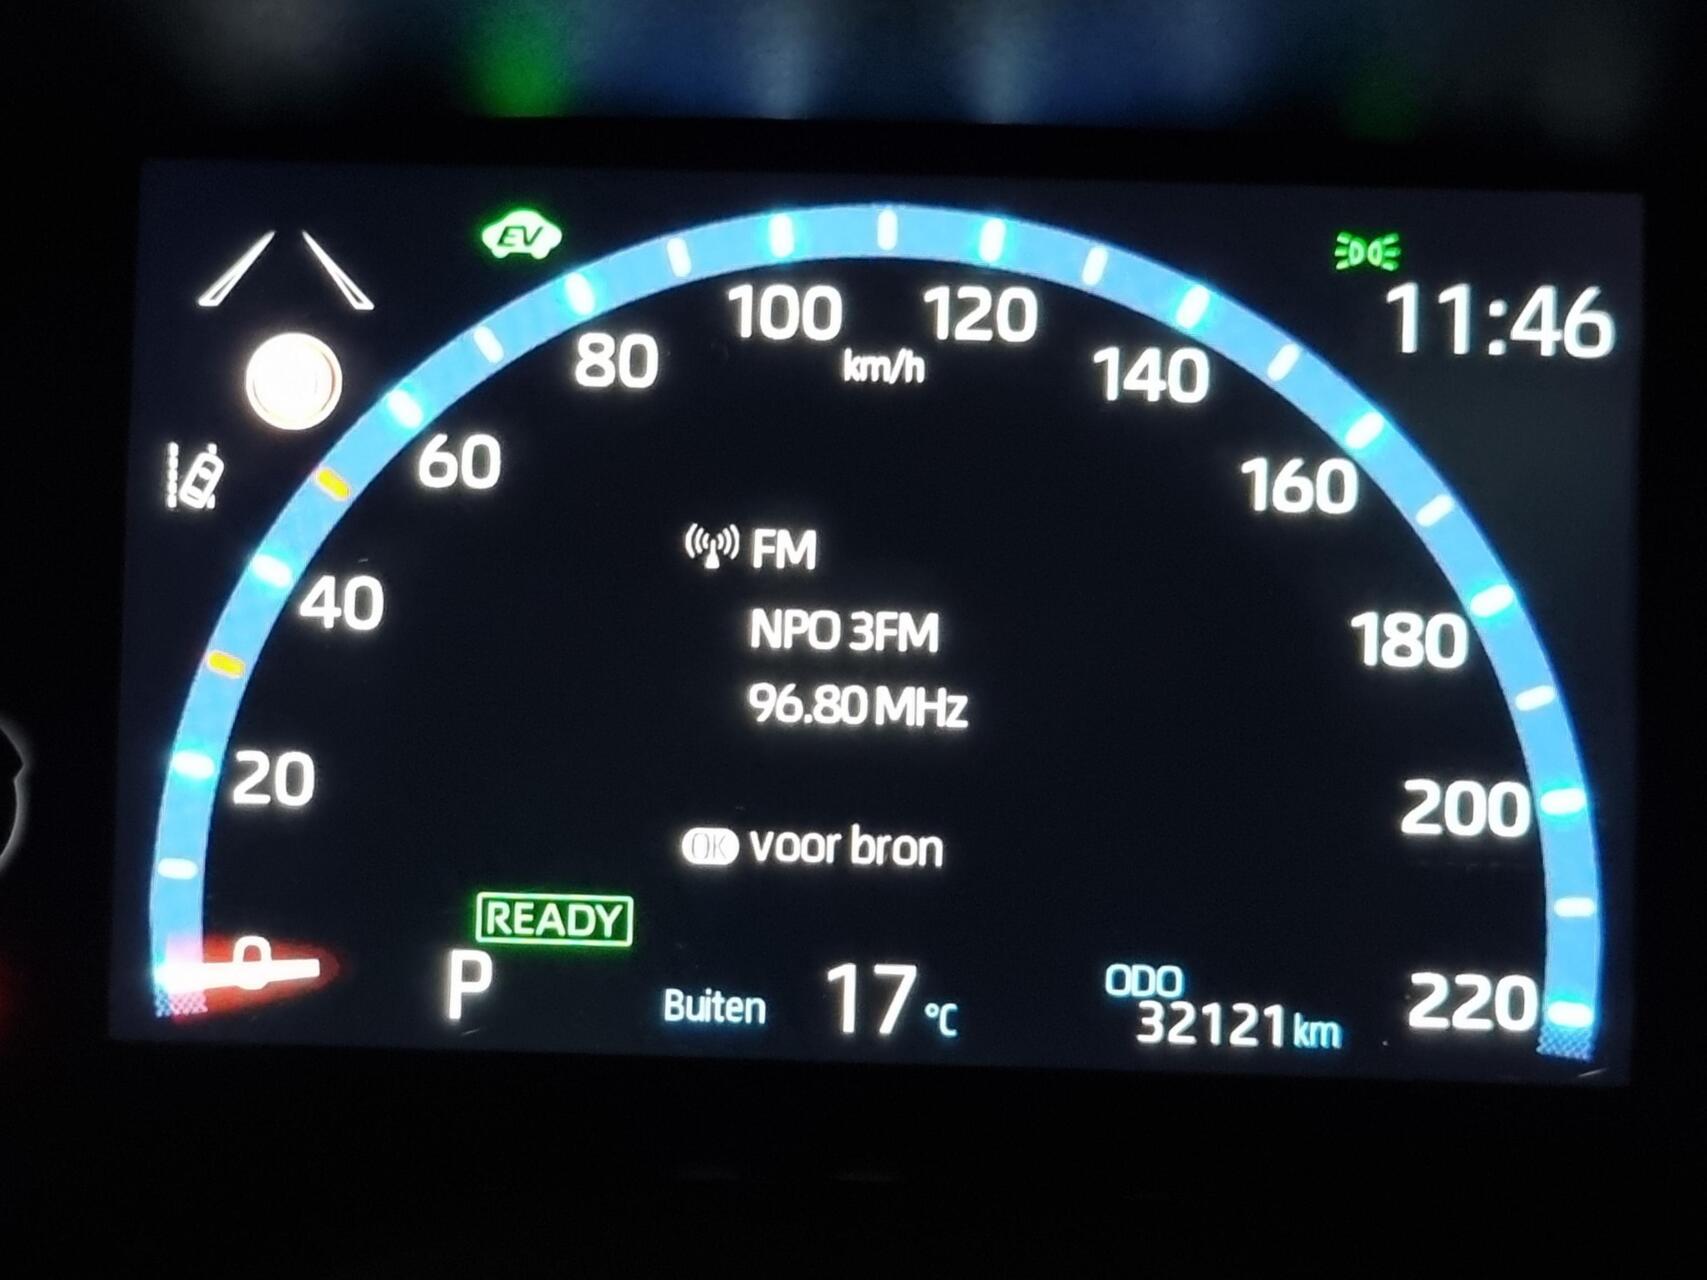 EV
11:46
100 120
km/h
80 140
60 160
FM
40 NPO 3FM 180
96.80 MHz
20 200
OK voor bron
READY
0 P Buiten 17 °C ODO 32121 km 220